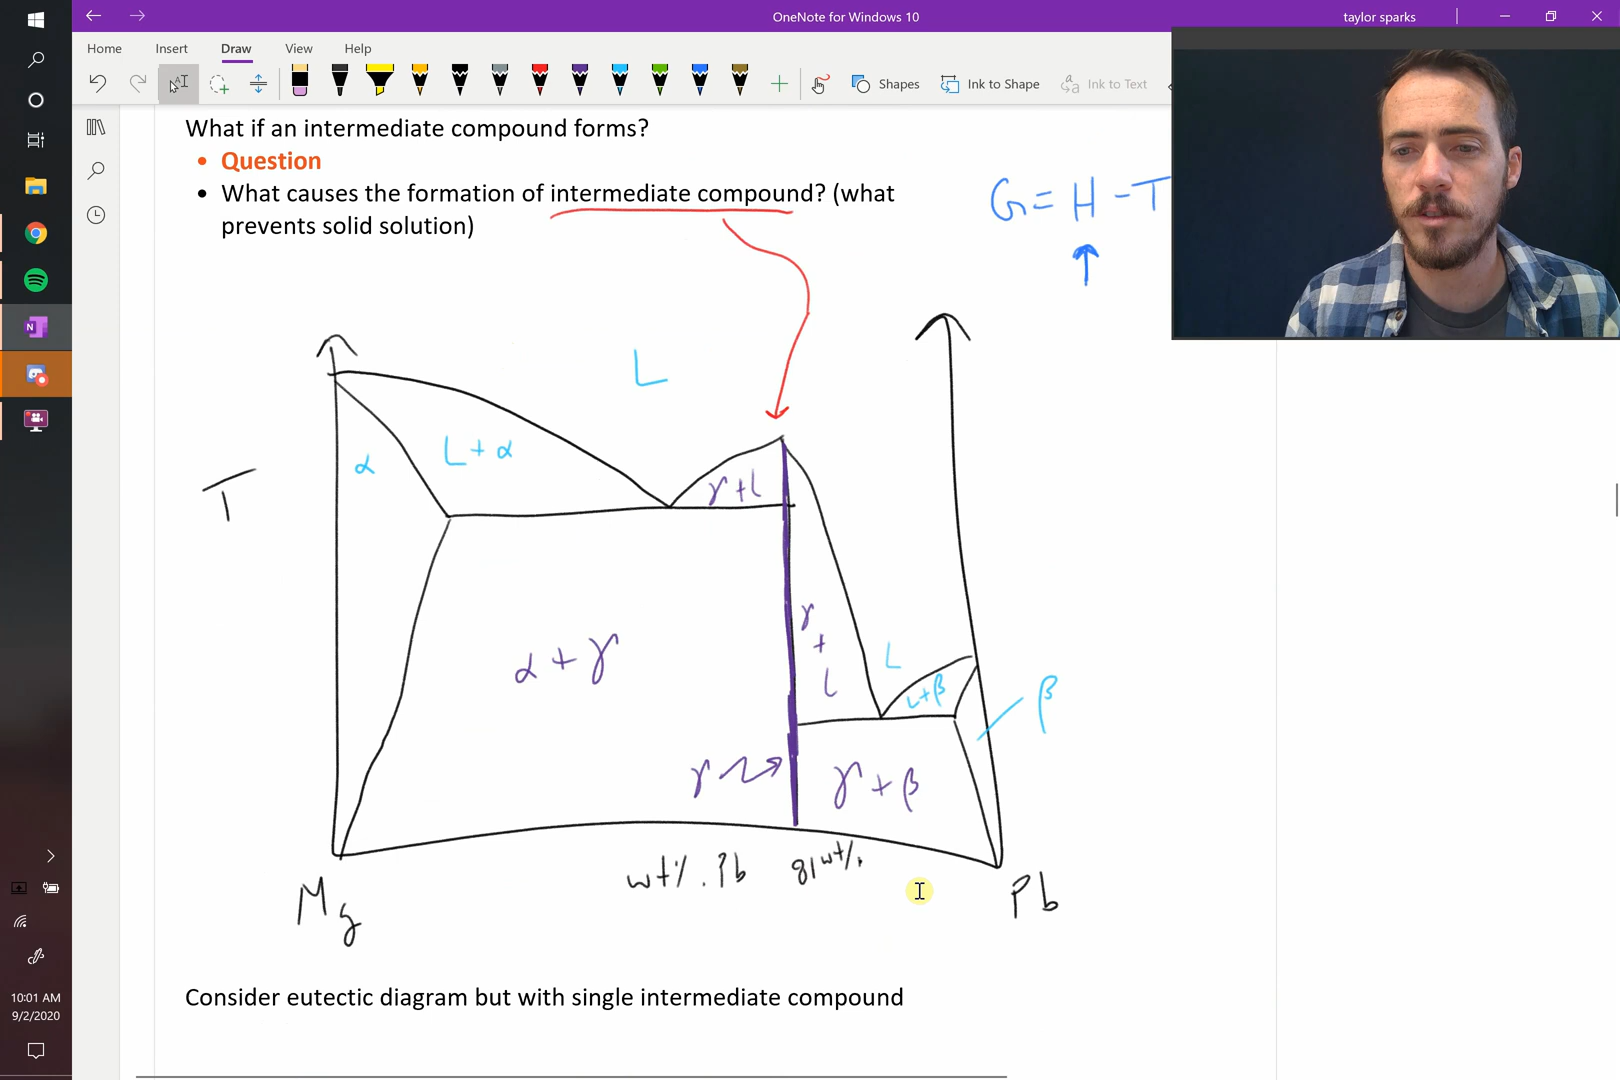 OneNote for Windows 10
taylor sparks
Home Insert Draw View Help
Shapes
Ink to Shape
Ink to Text
What if an intermediate compound forms?
• Question
• What causes the formation of intermediate compound? (what
prevents solid solution)
G = H - T
L
α
L + α
γ + L
T
α + γ
γ
+
L
L
L + β
β
γ
γ + β
wt%. Pb
81 wt%
Mg
Pb
Consider eutectic diagram but with single intermediate compound
10:01 AM
9/2/2020